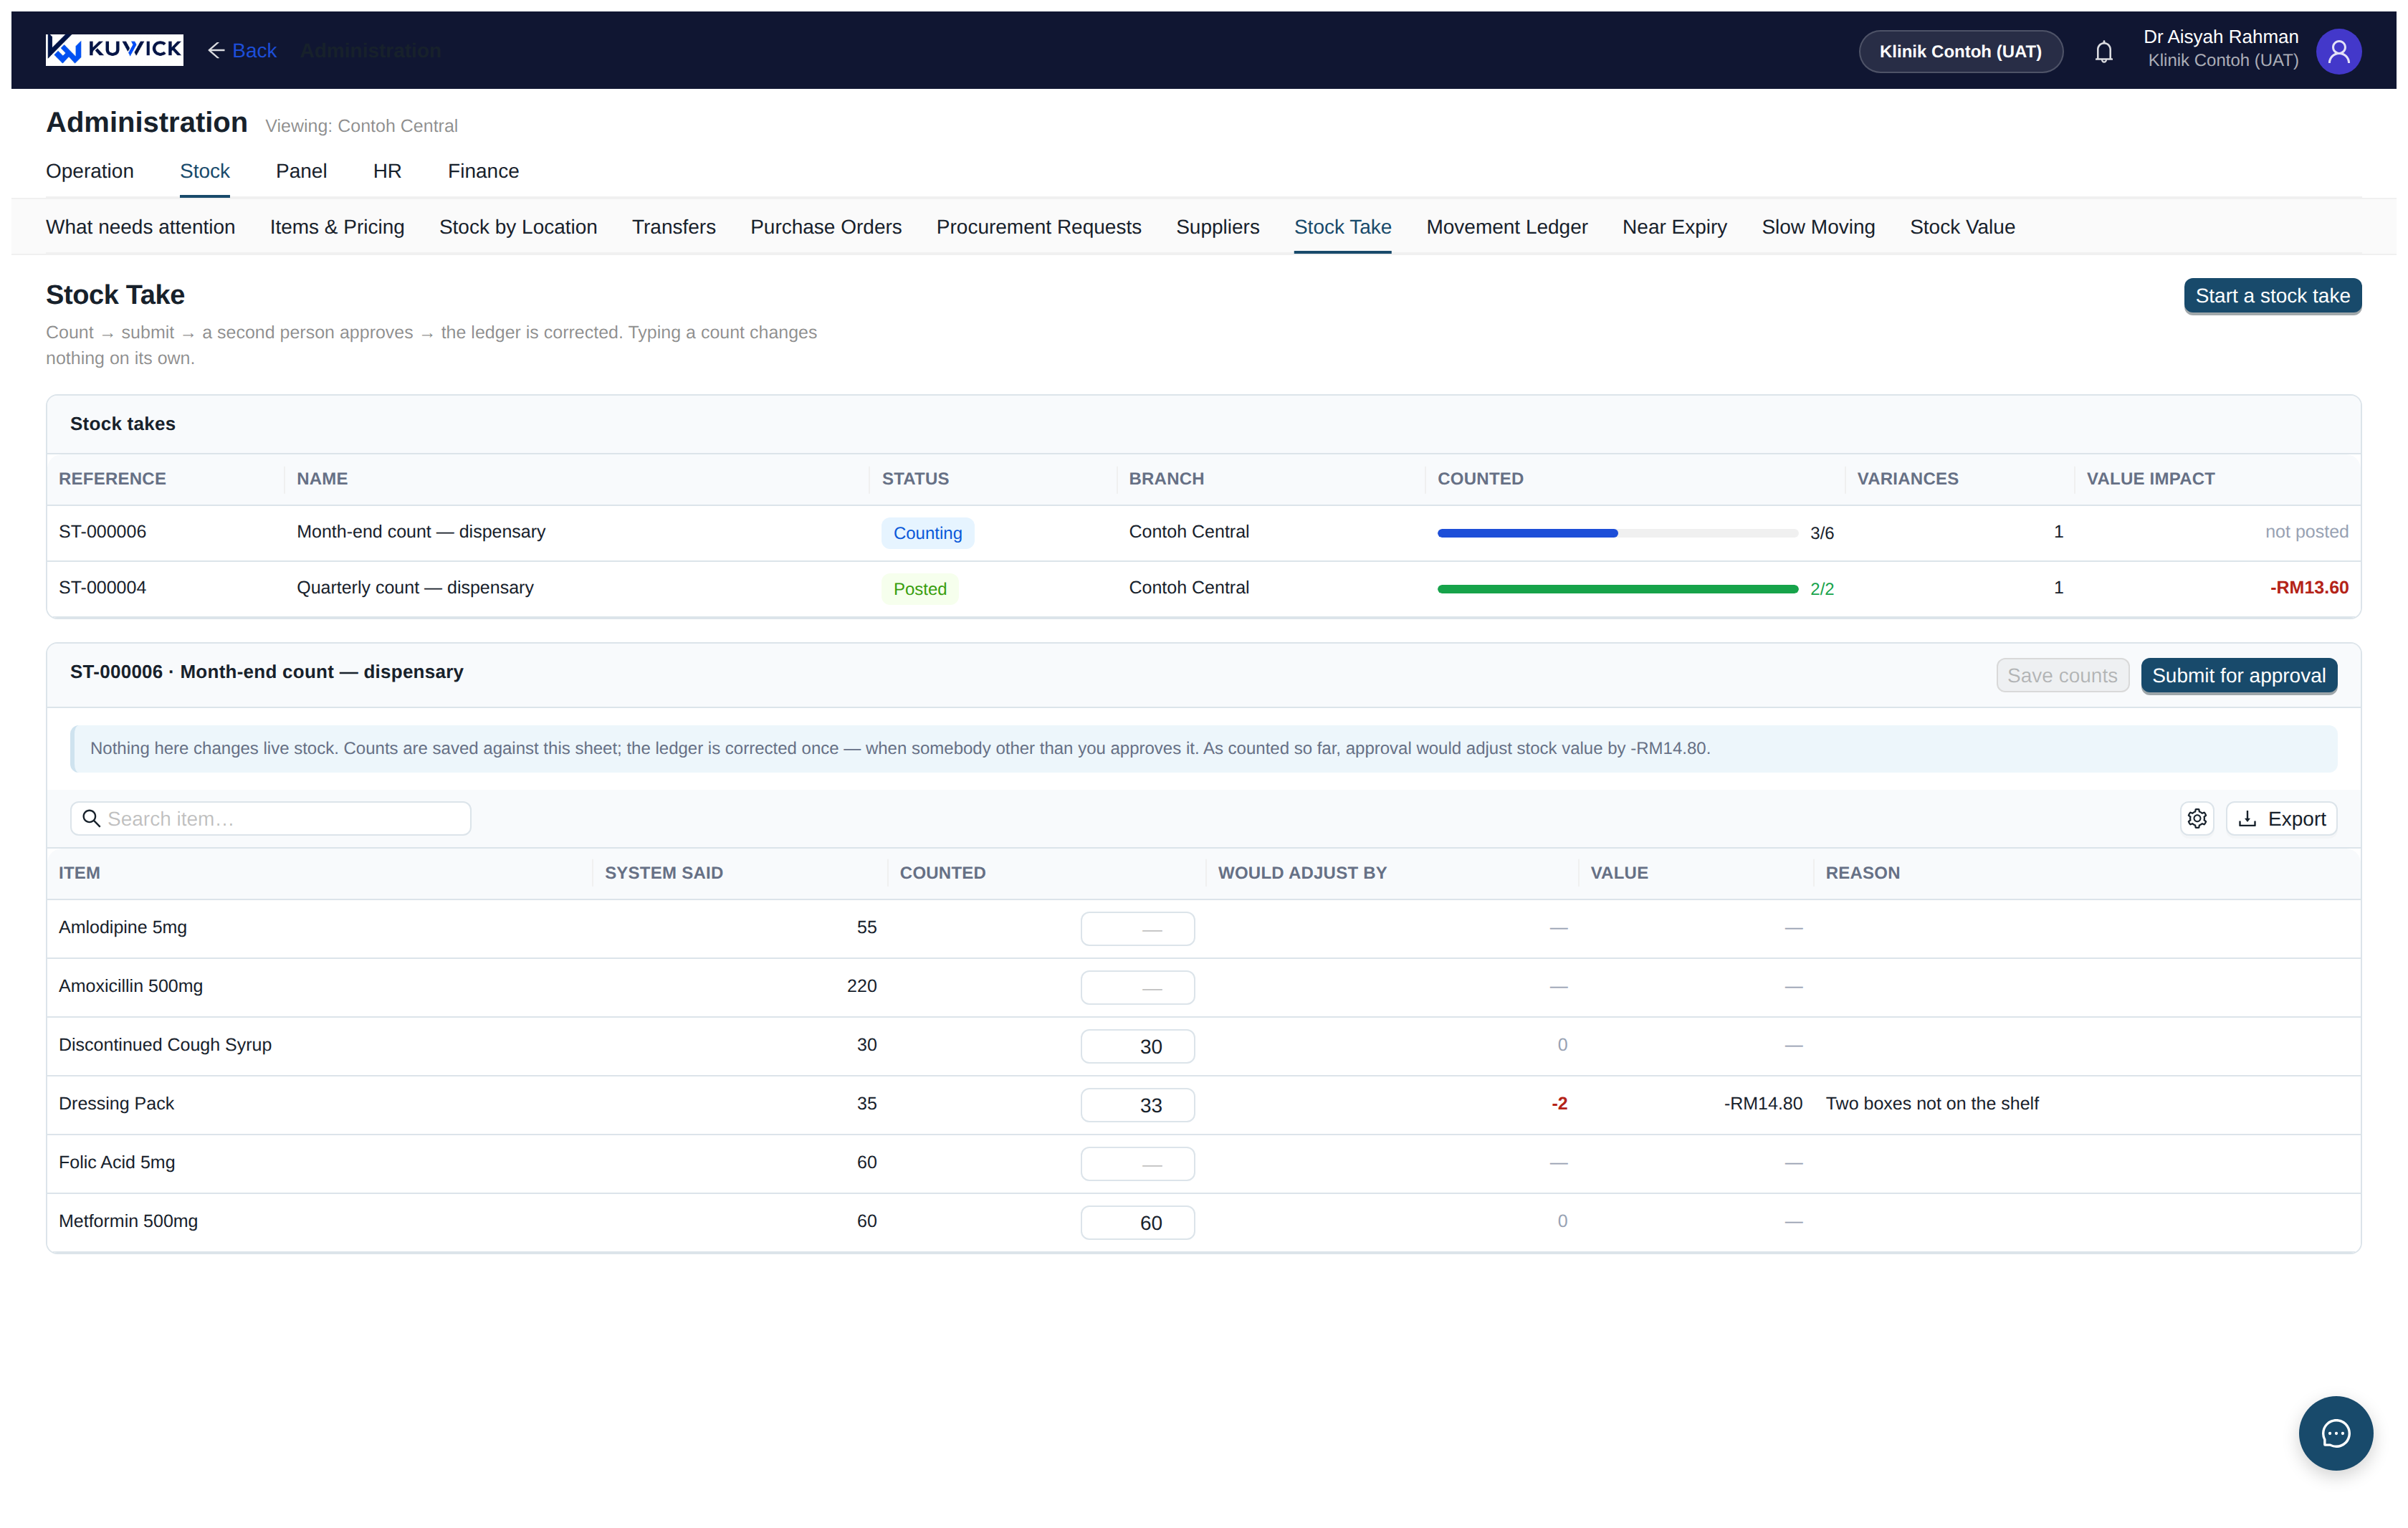 KUWICK
Back
Administration
Klinik Contoh (UAT)
Dr Aisyah Rahman
Klinik Contoh (UAT)
Administration
Viewing: Contoh Central
Operation Stock Panel HR Finance
What needs attention Items & Pricing Stock by Location Transfers Purchase Orders Procurement Requests Suppliers Stock Take Movement Ledger Near Expiry Slow Moving Stock Value
Stock Take
Start a stock take
Count → submit → a second person approves → the ledger is corrected. Typing a count changes
nothing on its own.
Stock takes
REFERENCE NAME STATUS BRANCH COUNTED VARIANCES VALUE IMPACT
ST-000006 Month-end count — dispensary Counting Contoh Central 3/6 1 not posted
ST-000004 Quarterly count — dispensary Posted Contoh Central 2/2 1 -RM13.60
ST-000006 · Month-end count — dispensary
Save counts
Submit for approval
Nothing here changes live stock. Counts are saved against this sheet; the ledger is corrected once — when somebody other than you approves it. As counted so far, approval would adjust stock value by -RM14.80.
Search item…
Export
ITEM SYSTEM SAID COUNTED WOULD ADJUST BY VALUE REASON
Amlodipine 5mg 55 — — —
Amoxicillin 500mg 220 — — —
Discontinued Cough Syrup 30 30 0 —
Dressing Pack 35 33 -2 -RM14.80 Two boxes not on the shelf
Folic Acid 5mg 60 — — —
Metformin 500mg 60 60 0 —